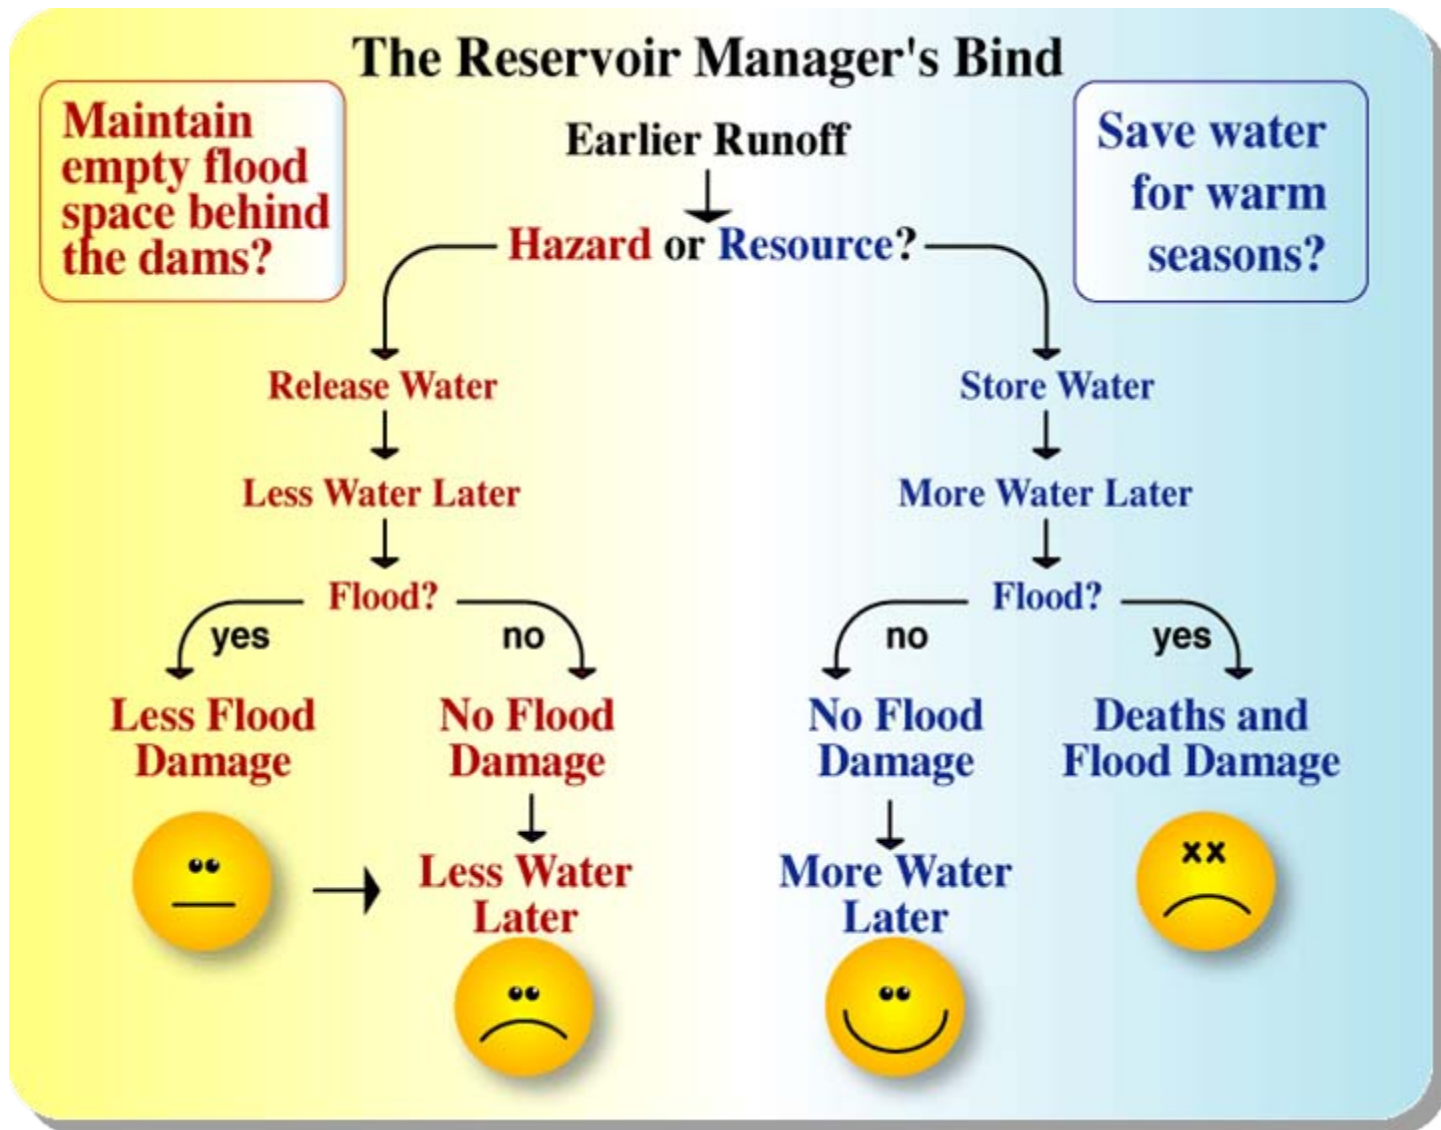 The Reservoir Manager's Bind
Maintain
empty flood
space behind
the dams?
Earlier Runoff
Save water
for warm
seasons?
Hazard or Resource?
Release Water
Store Water
Less Water Later
More Water Later
Flood?
Flood?
yes
no
no
yes
Less Flood
Damage
No Flood
Damage
No Flood
Damage
Deaths and
Flood Damage
Less Water
Later
More Water
Later
xx